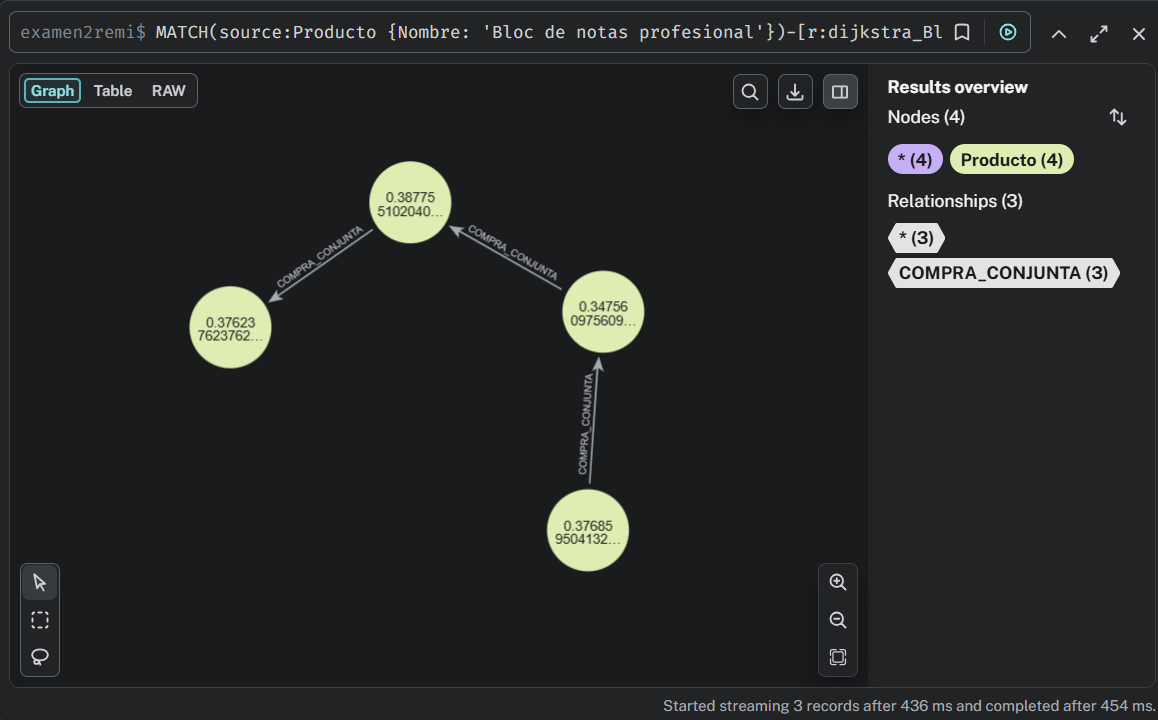 examen2remi$ MATCH(source:Producto {Nombre: 'Bloc de notas profesional'})-[r:dijkstra_Bl
Graph Table RAW
Results overview
Nodes (4)
* (4) Producto (4)
Relationships (3)
* (3)
COMPRA_CONJUNTA (3)
0.38775
5102040...
COMPRA_CONJUNTA
COMPRA_CONJUNTA
0.37623
7623762...
0.34756
0975609...
COMPRA_CONJUNTA
0.37685
9504132...
Started streaming 3 records after 436 ms and completed after 454 ms.